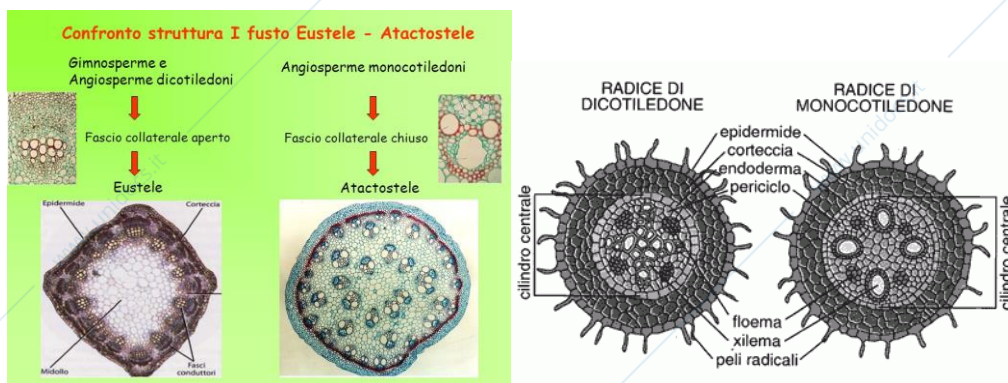 Confronto struttura I fusto Eustele - Atactostele
Gimnosperme e
Angiosperme dicotiledoni
Fascio collaterale aperto
Eustele
Epidermide
Corteccia
Midollo
Fasci
conduttori
Angiosperme monocotiledoni
Fascio collaterale chiuso
Atactostele
RADICE DI
DICOTILEDONE
RADICE DI
MONOCOTILEDONE
epidermide
corteccia
endoderma
periciclo
cilindro centrale
cilindro centrale
floema
xilema
peli radicali